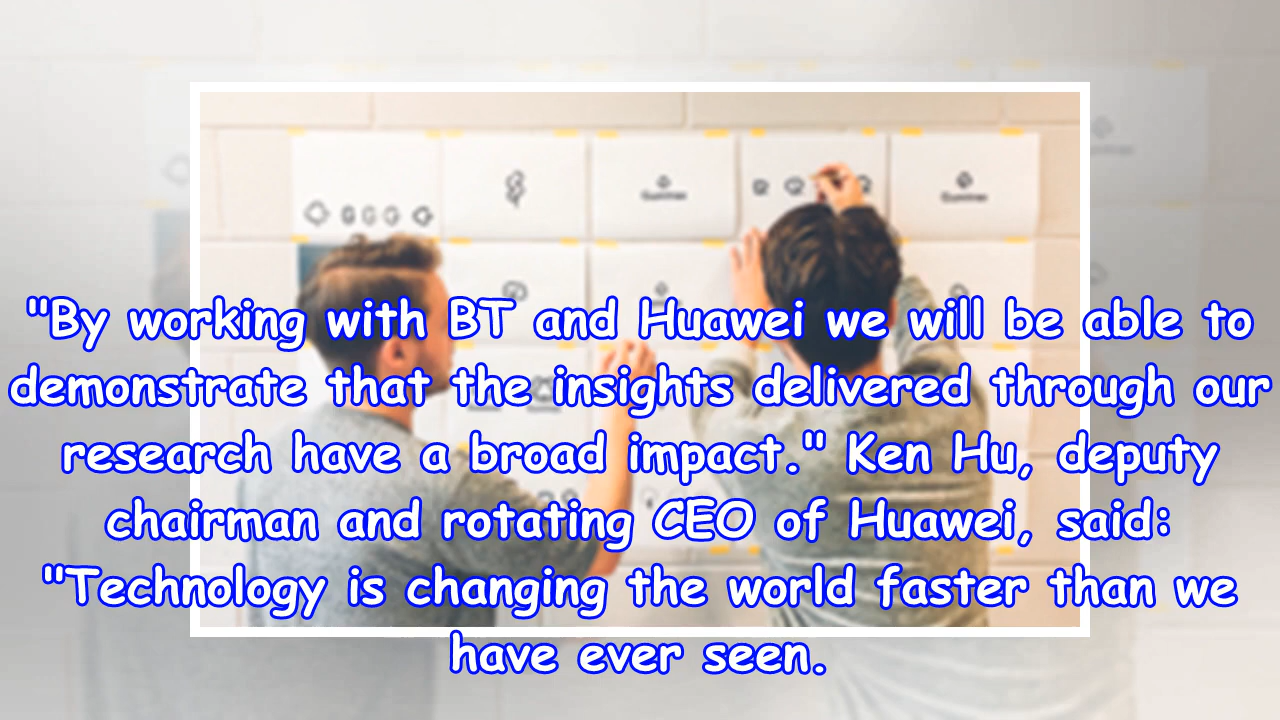 "By working with BT and Huawei we will be able to
demonstrate that the insights delivered through our
research have a broad impact." Ken Hu, deputy
chairman and rotating CEO of Huawei, said:
"Technology is changing the world faster than we
have ever seen.